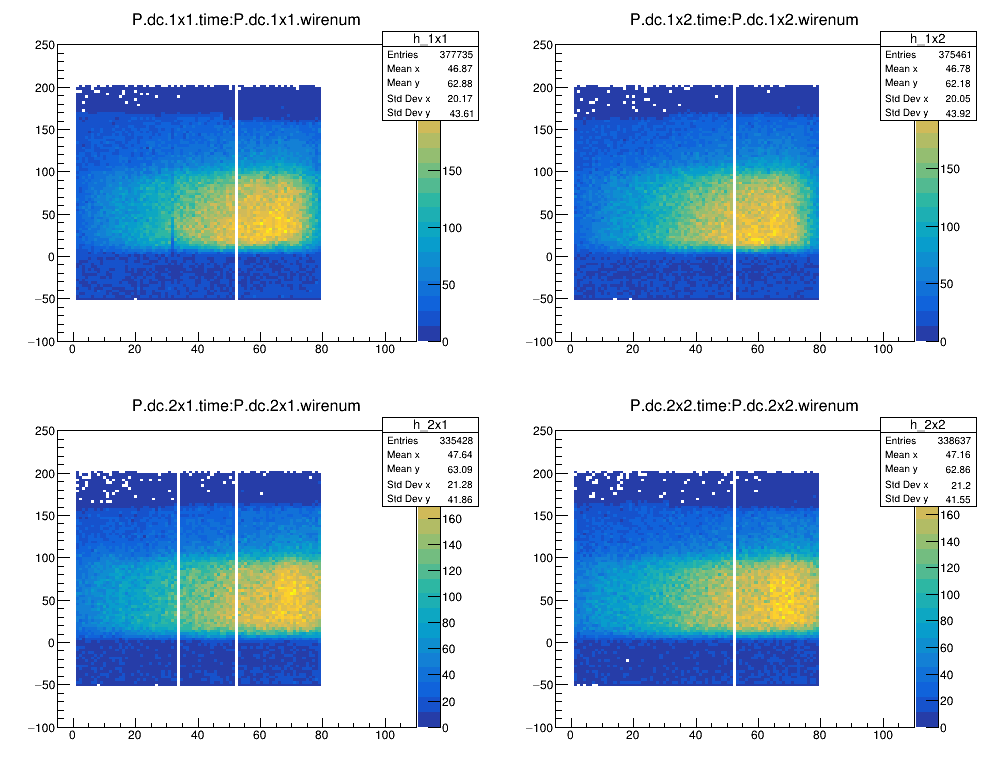 P.dc.1x1.time:P.dc.1x1.wirenum
h_1x1
Entries 377735
Mean x 46.87
Mean y 62.88
Std Dev x 20.17
Std Dev y 43.61
250
200
150
100
50
0
−50
−100
0 20 40 60 80 100
150
100
50
0
P.dc.1x2.time:P.dc.1x2.wirenum
h_1x2
Entries 375461
Mean x 46.78
Mean y 62.18
Std Dev x 20.05
Std Dev y 43.92
250
200
150
100
50
0
−50
−100
0 20 40 60 80 100
150
100
50
0
P.dc.2x1.time:P.dc.2x1.wirenum
h_2x1
Entries 335428
Mean x 47.64
Mean y 63.09
Std Dev x 21.28
Std Dev y 41.86
250
200
150
100
50
0
−50
−100
0 20 40 60 80 100
160
140
120
100
80
60
40
20
0
P.dc.2x2.time:P.dc.2x2.wirenum
h_2x2
Entries 338637
Mean x 47.16
Mean y 62.86
Std Dev x 21.2
Std Dev y 41.55
250
200
150
100
50
0
−50
−100
0 20 40 60 80 100
160
140
120
100
80
60
40
20
0